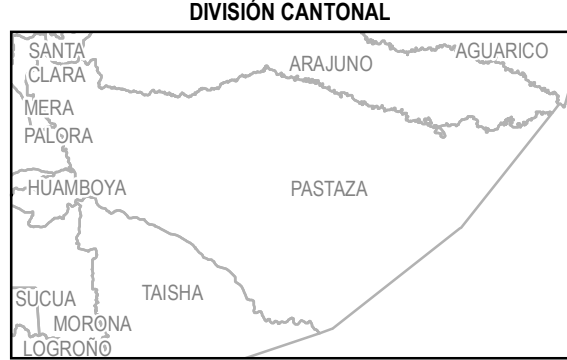 DIVISIÓN CANTONAL
SANTA
CLARA
ARAJUNO
AGUARICO
MERA
PALORA
HUAMBOYA
PASTAZA
SUCUA
TAISHA
MORONA
LOGROÑO